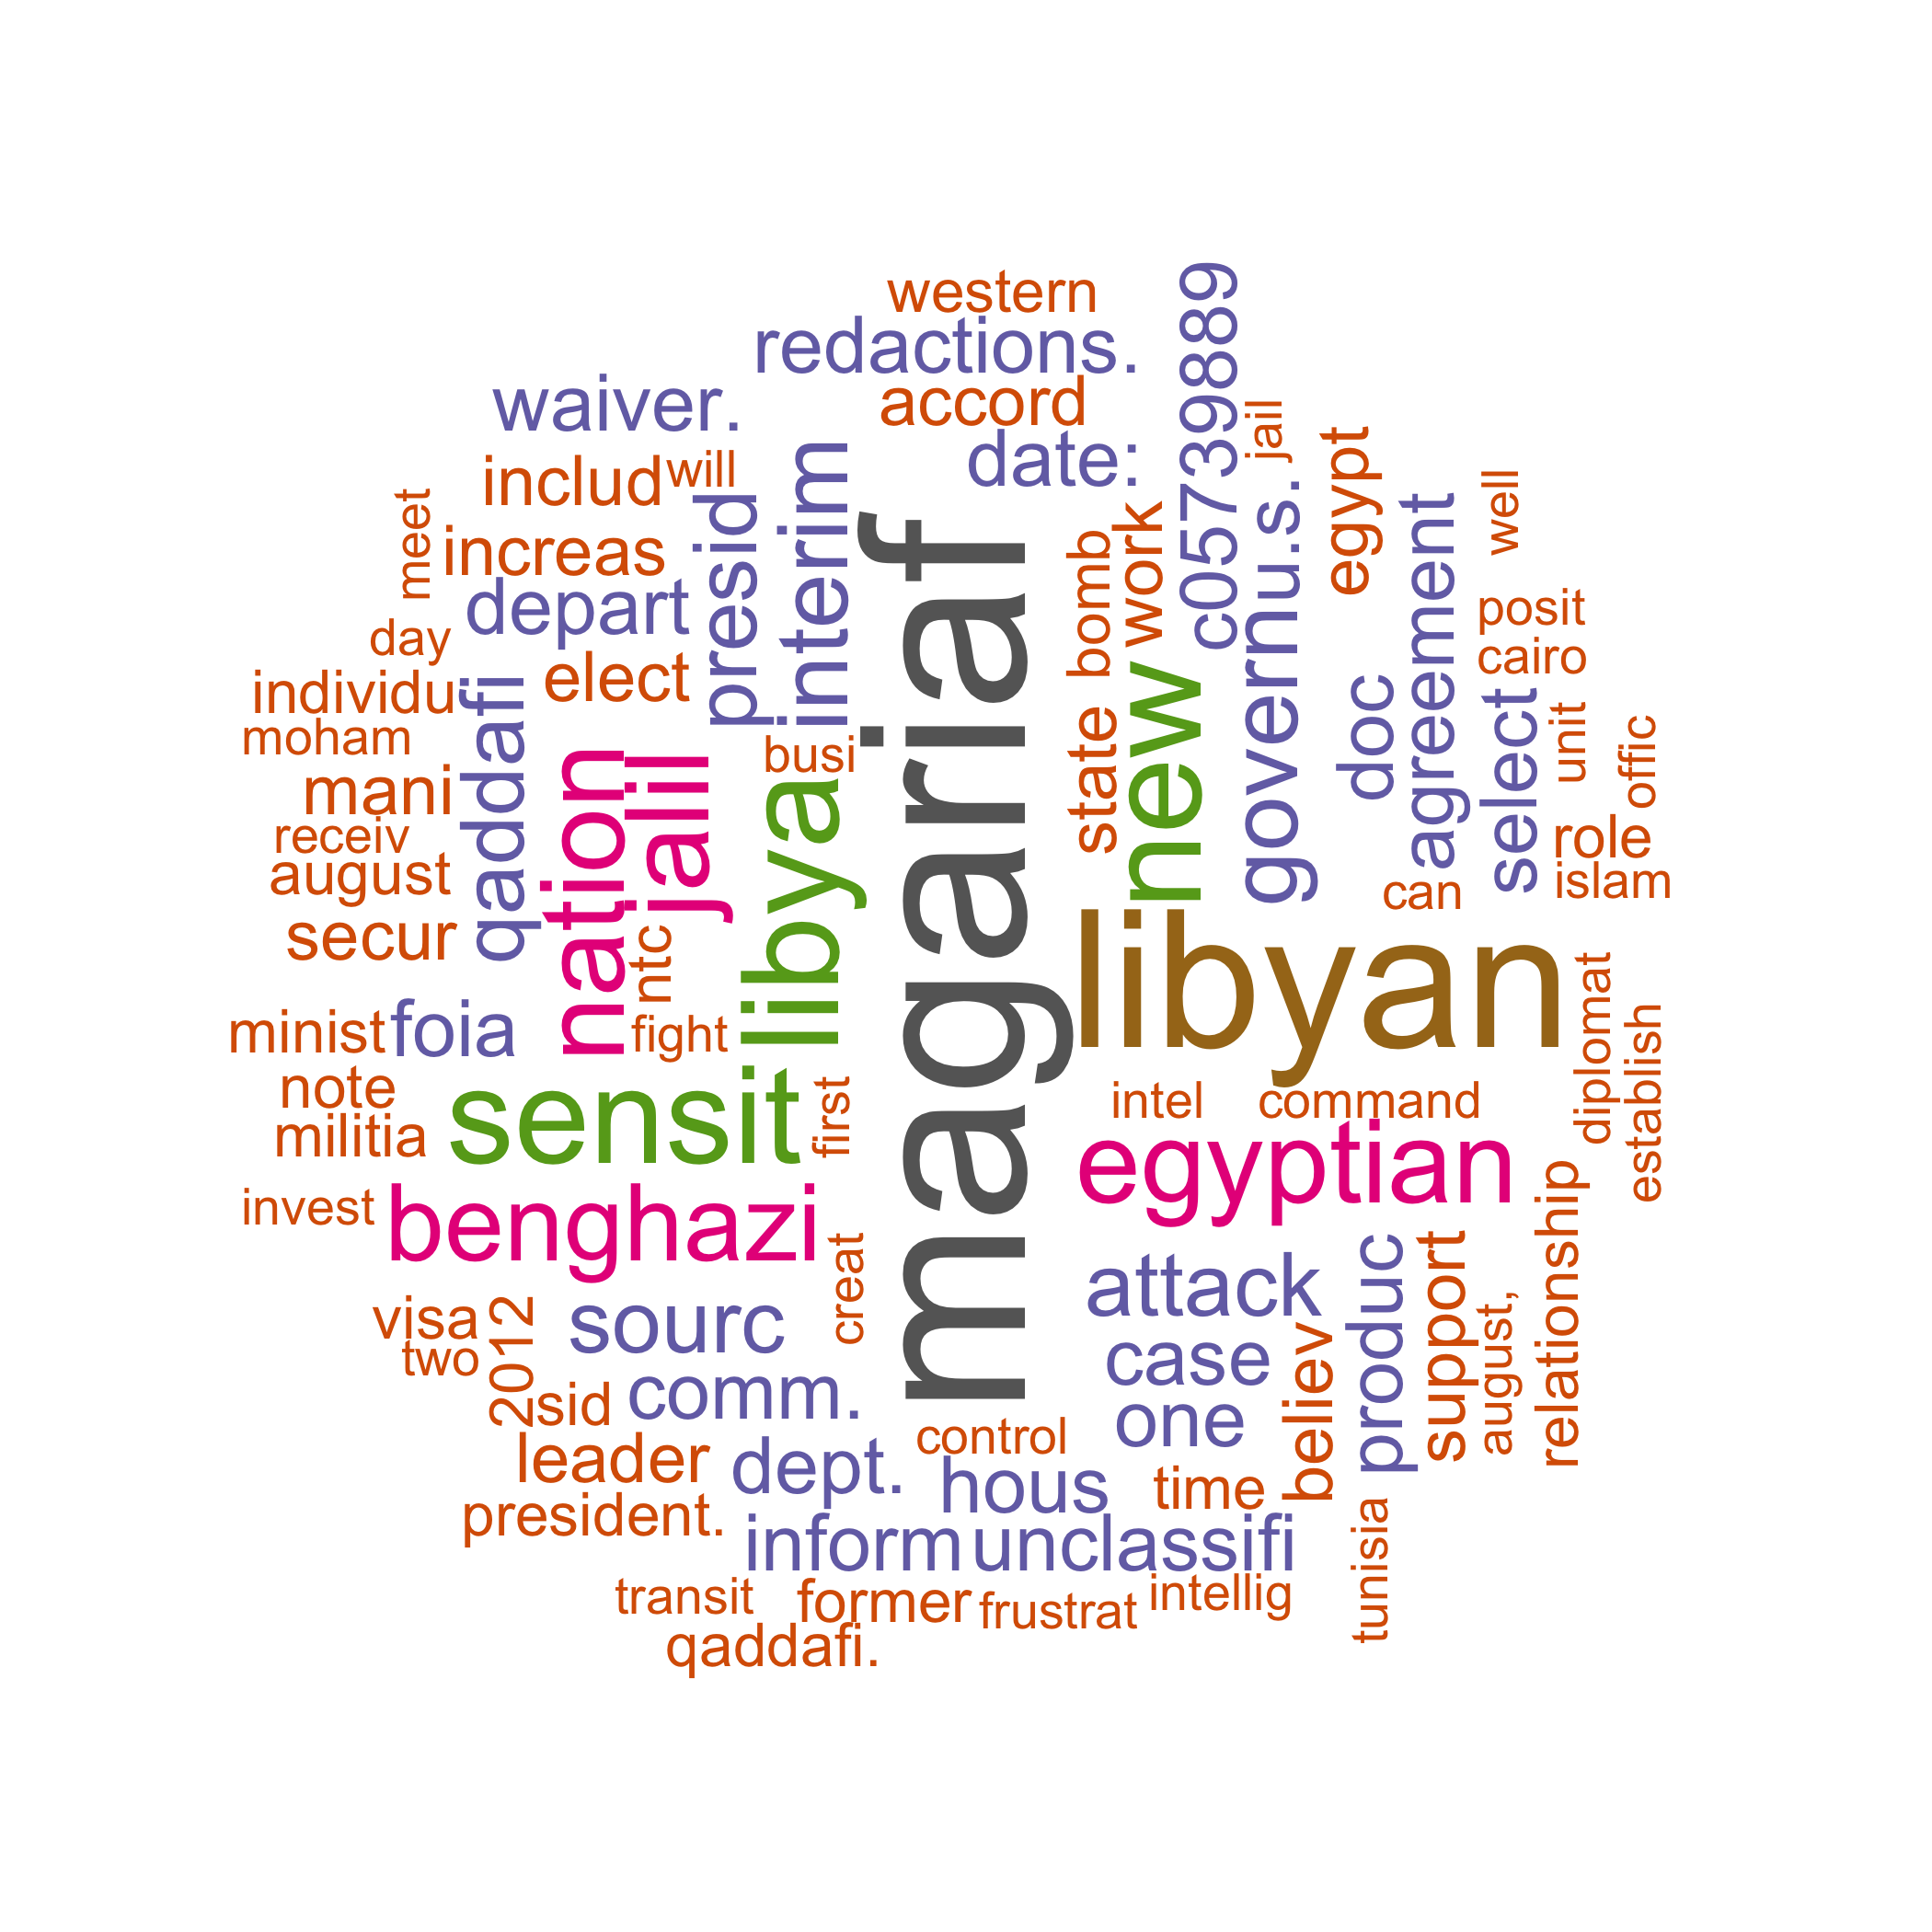 western
redactions.
waiver.
accord
date:
c05739889
jail
includ
will
interim
egypt
well
meet
increas
presid
magariaf
bomb
work
u.s.
agreement
depart
posit
day
elect
cairo
individu
qaddafi
moham
busi
state
new
govern
doc
select
unit
offic
mani
nation
jalil
libya
receiv
role
august
can
islam
secur
ntc
libyan
minist
foia
fight
diplomat
establish
note
sensit
first
intel
command
militia
egyptian
invest
benghazi
creat
attack
produc
support
relationship
visa
2012
sourc
case
believ
august,
two
sid
comm.
one
leader
dept.
control
hous
time
president.
inform
unclassifi
tunisia
transit
former
frustrat
intellig
qaddafi.